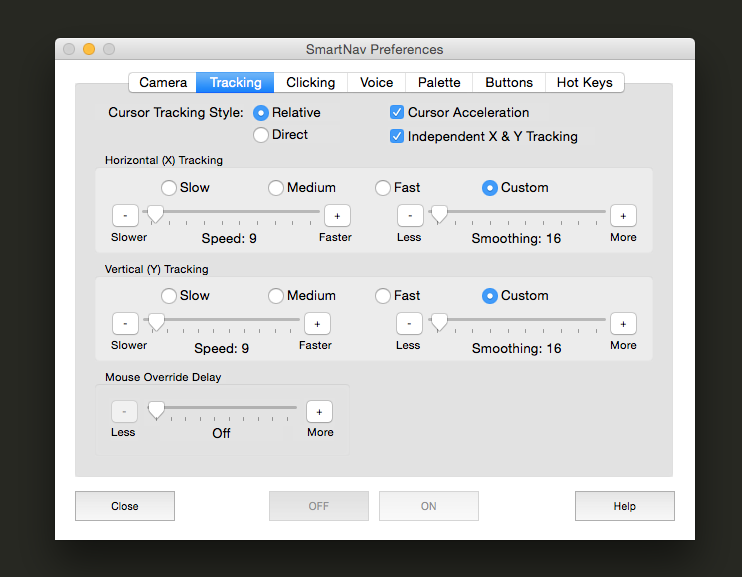 SmartNav Preferences
Camera Tracking Clicking Voice Palette Buttons Hot Keys
Cursor Tracking Style: Relative Cursor Acceleration
Direct Independent X & Y Tracking
Horizontal (X) Tracking
Slow Medium Fast Custom
- + - +
Slower Speed: 9 Faster Less Smoothing: 16 More
Vertical (Y) Tracking
Slow Medium Fast Custom
- + - +
Slower Speed: 9 Faster Less Smoothing: 16 More
Mouse Override Delay
- +
Less Off More
Close OFF ON Help